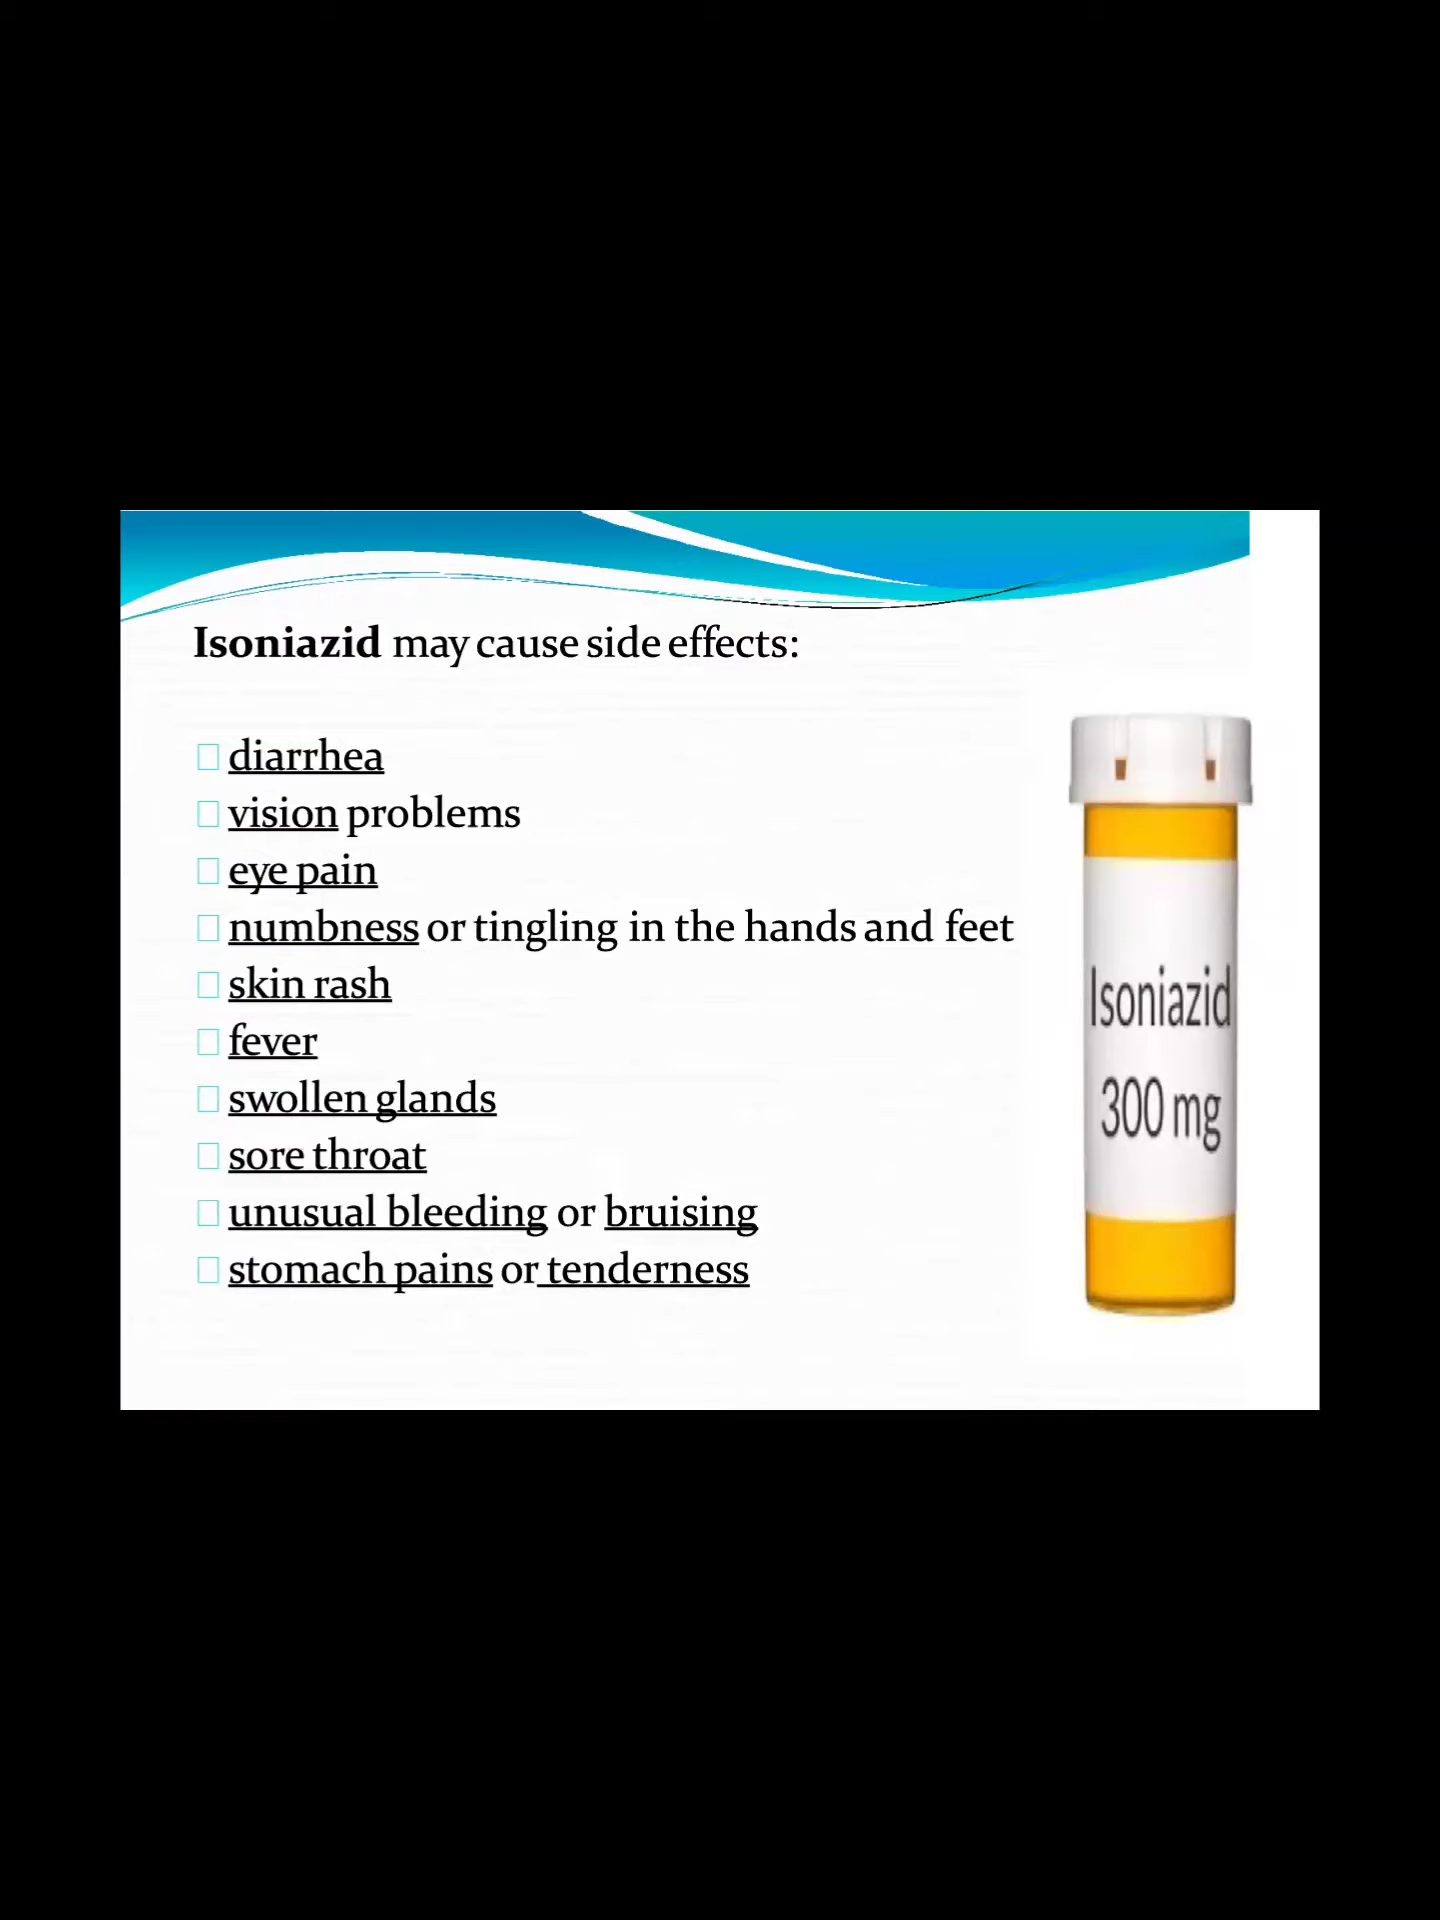 Isoniazid may cause side effects:
diarrhea
vision problems
eye pain
numbness or tingling in the hands and feet
skin rash
fever
swollen glands
sore throat
unusual bleeding or bruising
stomach pains or tenderness
Isoniazid
300 mg